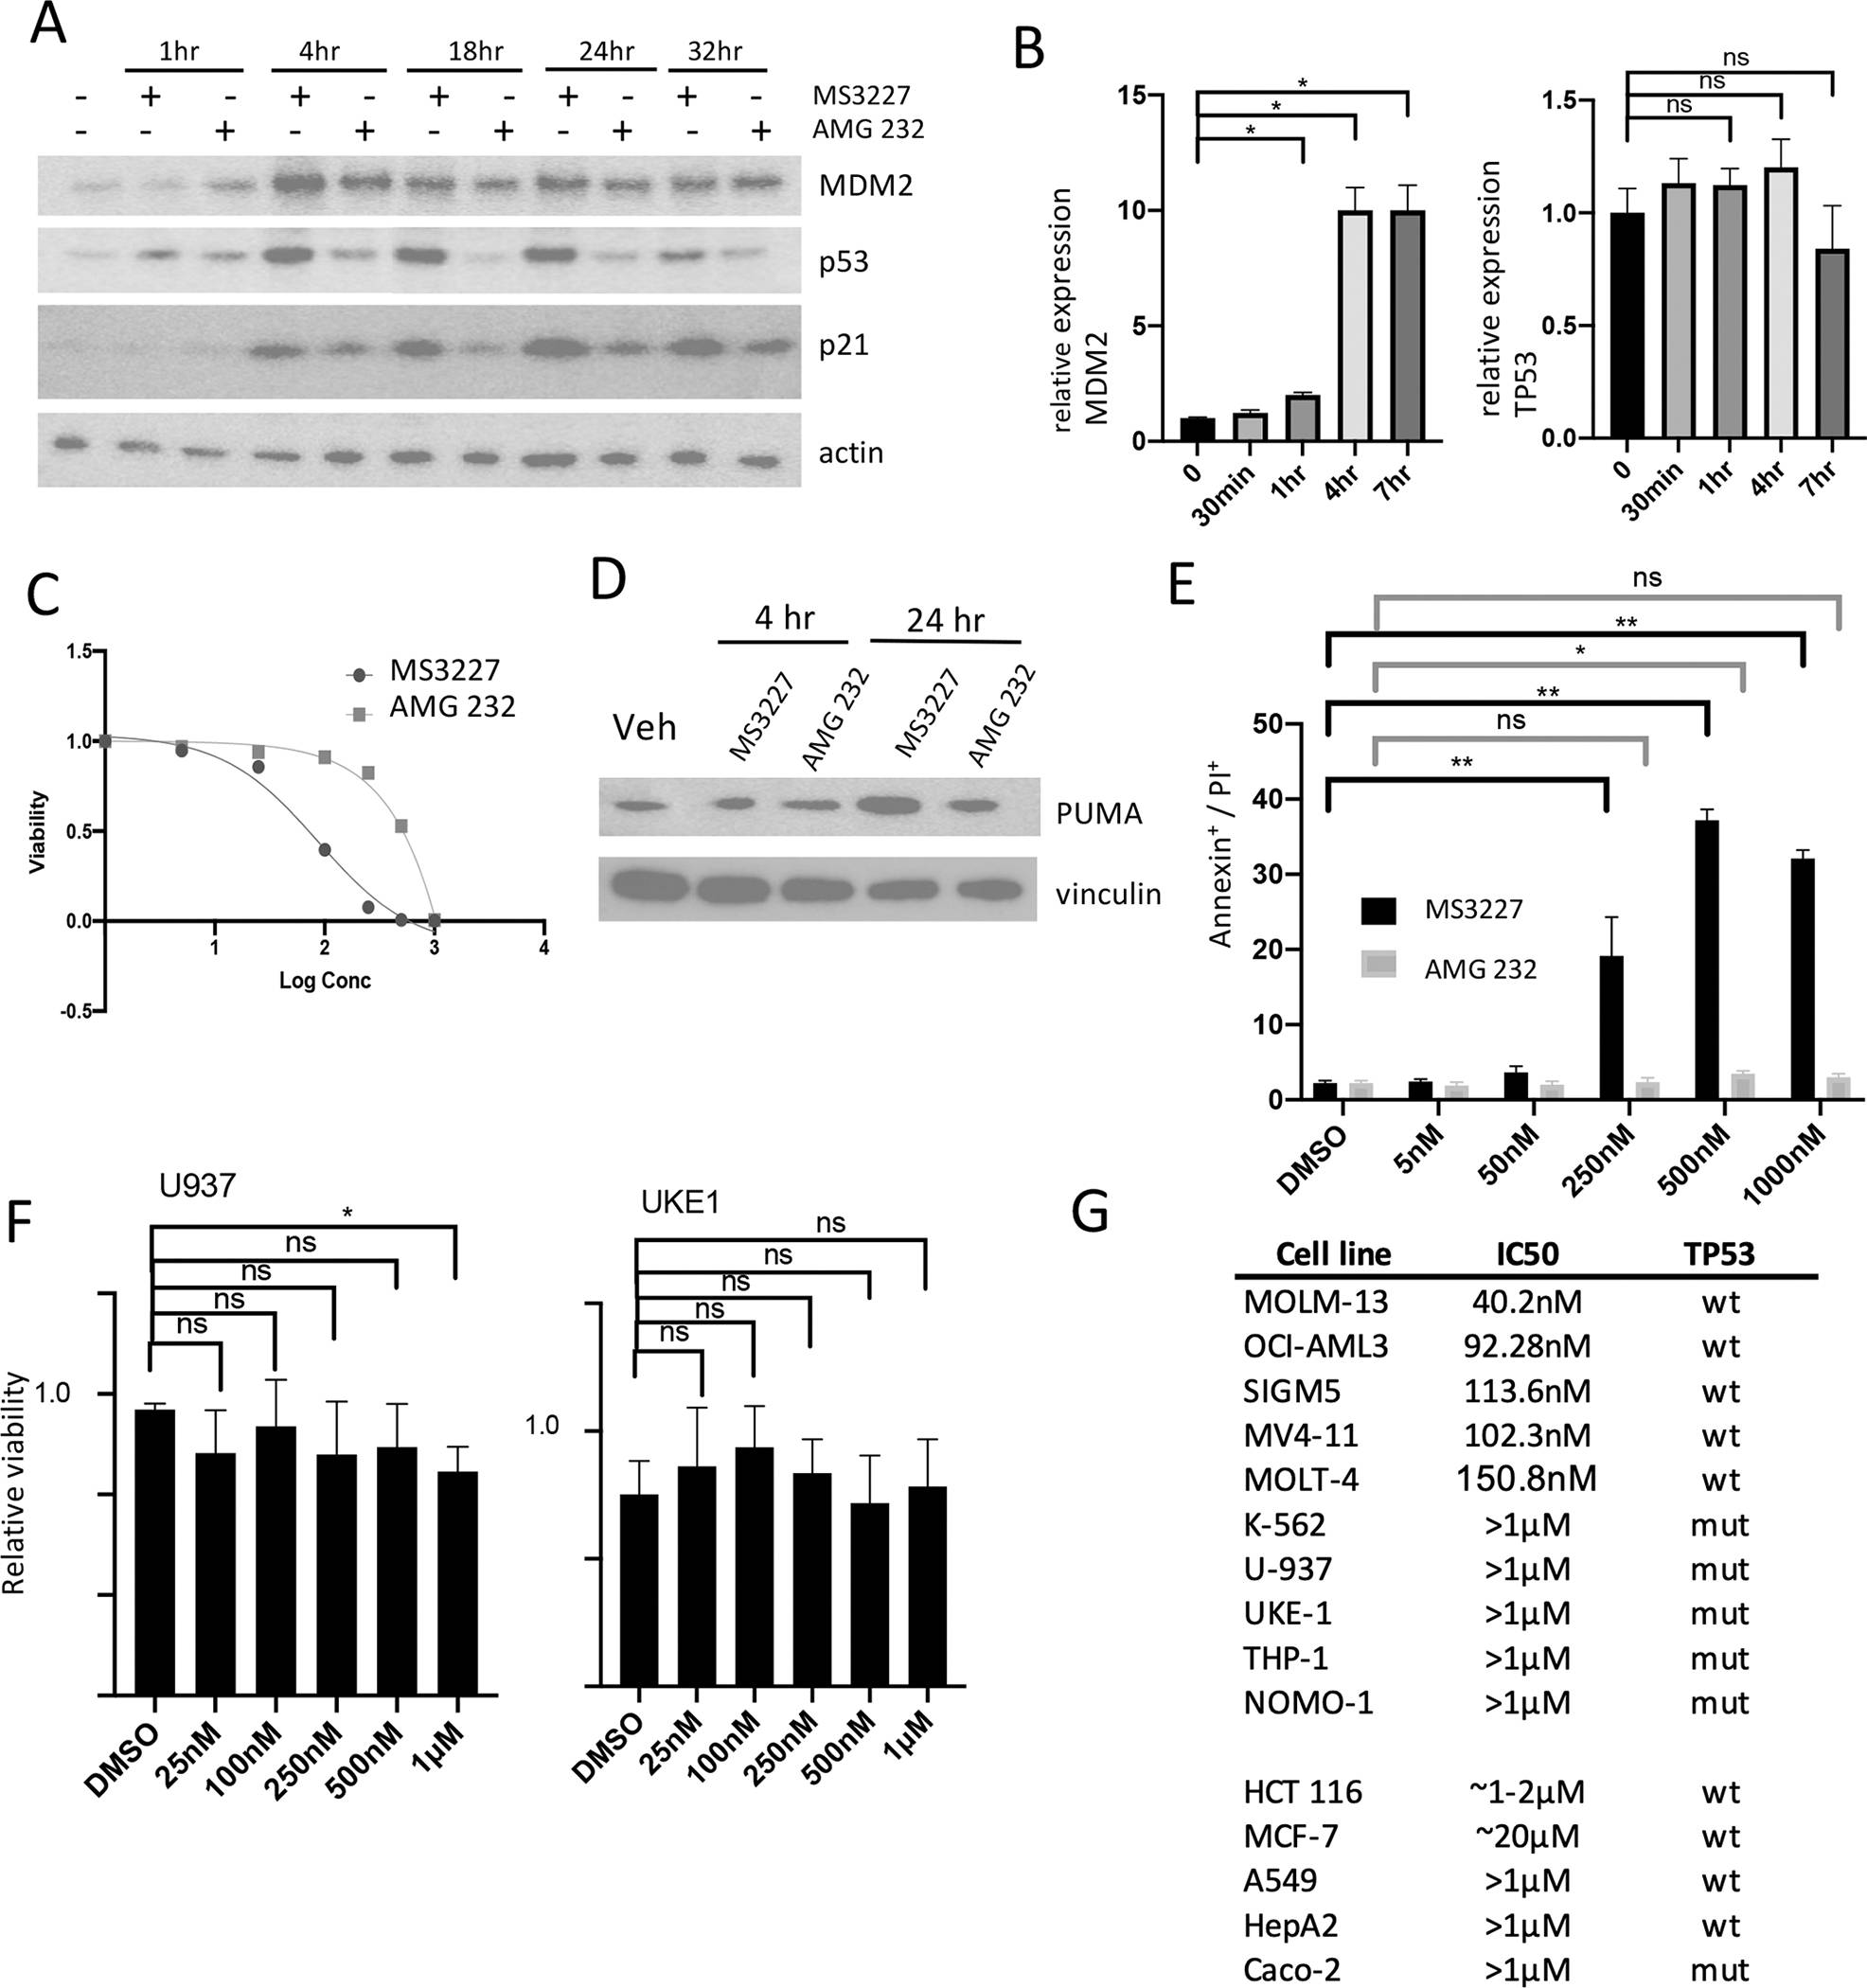 A
1hr 4hr 18hr 24hr 32hr
- + - + - + - + - + - MS3227
- - + - + - + - + - + AMG 232
MDM2
p53
p21
actin
B
relative expression
MDM2
15
10
5
0
* 
*
*
0 30min 1hr 4hr 7hr
relative expression
TP53
1.5
1.0
0.5
0.0
ns
ns
ns
0 30min 1hr 4hr 7hr
C
Viability
1.5
1.0
0.5
0.0
-0.5
1 2 3 4
Log Conc
MS3227
AMG 232
D
4 hr 24 hr
Veh MS3227 AMG 232 MS3227 AMG 232
PUMA
vinculin
E
ns
**
*
**
ns
**
Annexin+ / PI+
50
40
30
20
10
0
MS3227
AMG 232
DMSO 5nM 50nM 250nM 500nM 1000nM
F
U937
*
ns
ns
ns
ns
Relative viability
1.0
DMSO 25nM 100nM 250nM 500nM 1µM
UKE1
ns
ns
ns
ns
ns
1.0
DMSO 25nM 100nM 250nM 500nM 1µM
G
Cell line IC50 TP53
MOLM-13 40.2nM wt
OCI-AML3 92.28nM wt
SIGM5 113.6nM wt
MV4-11 102.3nM wt
MOLT-4 150.8nM wt
K-562 >1µM mut
U-937 >1µM mut
UKE-1 >1µM mut
THP-1 >1µM mut
NOMO-1 >1µM mut
HCT 116 ~1-2µM wt
MCF-7 ~20µM wt
A549 >1µM wt
HepA2 >1µM wt
Caco-2 >1µM mut